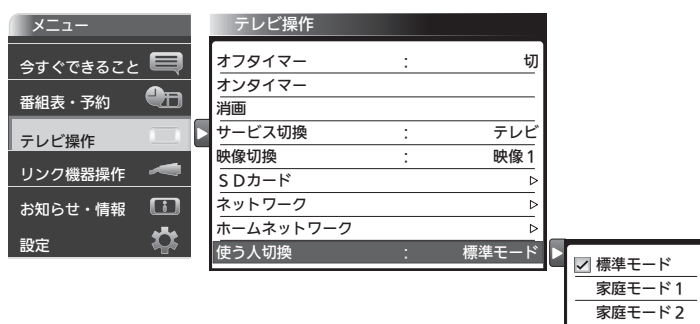 メニュー
今すぐできること
番組表・予約
テレビ操作
リンク機器操作
お知らせ・情報
設定
テレビ操作
オフタイマー : 切
オンタイマー
消画
サービス切換 : テレビ
映像切換 : 映像1
SDカード
ネットワーク
ホームネットワーク
使う人切換 : 標準モード
標準モード
家庭モード1
家庭モード2